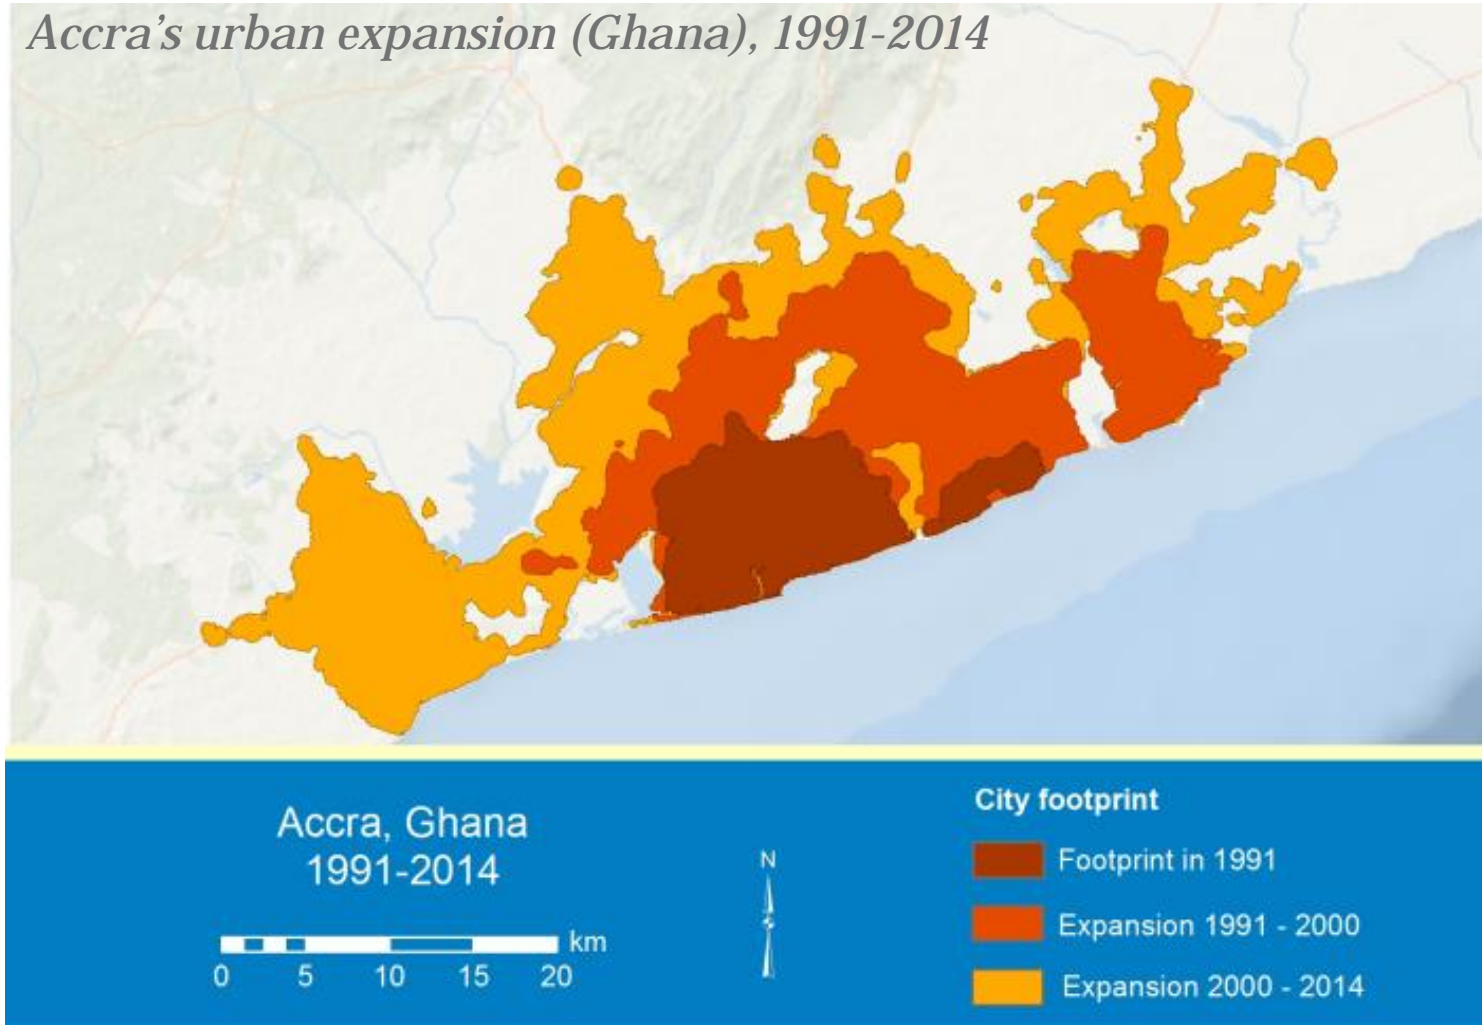 Accra's urban expansion (Ghana), 1991-2014
Accra, Ghana
1991-2014
km
0 5 10 15 20
N
City footprint
Footprint in 1991
Expansion 1991 - 2000
Expansion 2000 - 2014